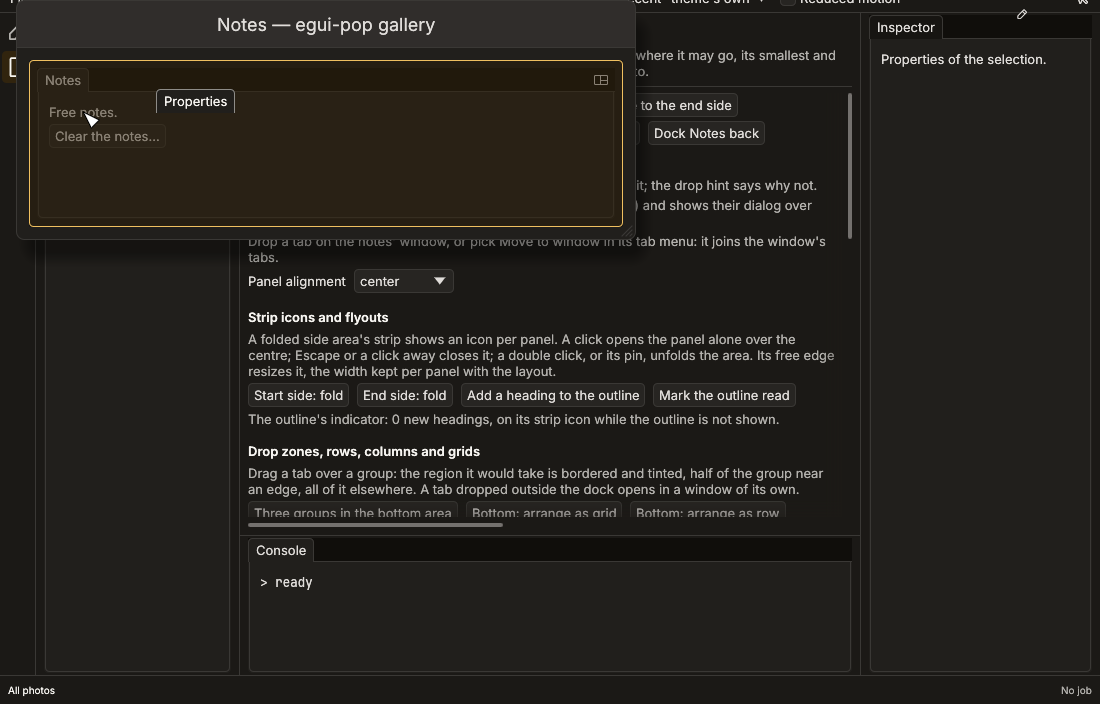 Notes — egui-pop gallery
theme's own
Reduced motion
Notes
Properties
Free notes.
Clear the notes...
Inspector
Properties of the selection.
where it may go, its smallest and
to the end side
Dock Notes back
it; the drop hint says why not.
) and shows their dialog over
Drop a tab on the notes' window, or pick Move to window in its tab menu: it joins the window's
tabs.
Panel alignment
center
Strip icons and flyouts
A folded side area's strip shows an icon per panel. A click opens the panel alone over the
centre; Escape or a click away closes it; a double click, or its pin, unfolds the area. Its free edge
resizes it, the width kept per panel with the layout.
Start side: fold
End side: fold
Add a heading to the outline
Mark the outline read
The outline's indicator: 0 new headings, on its strip icon while the outline is not shown.
Drop zones, rows, columns and grids
Drag a tab over a group: the region it would take is bordered and tinted, half of the group near
an edge, all of it elsewhere. A tab dropped outside the dock opens in a window of its own.
Three groups in the bottom area
Bottom: arrange as grid
Bottom: arrange as row
Console
> ready
All photos
No job